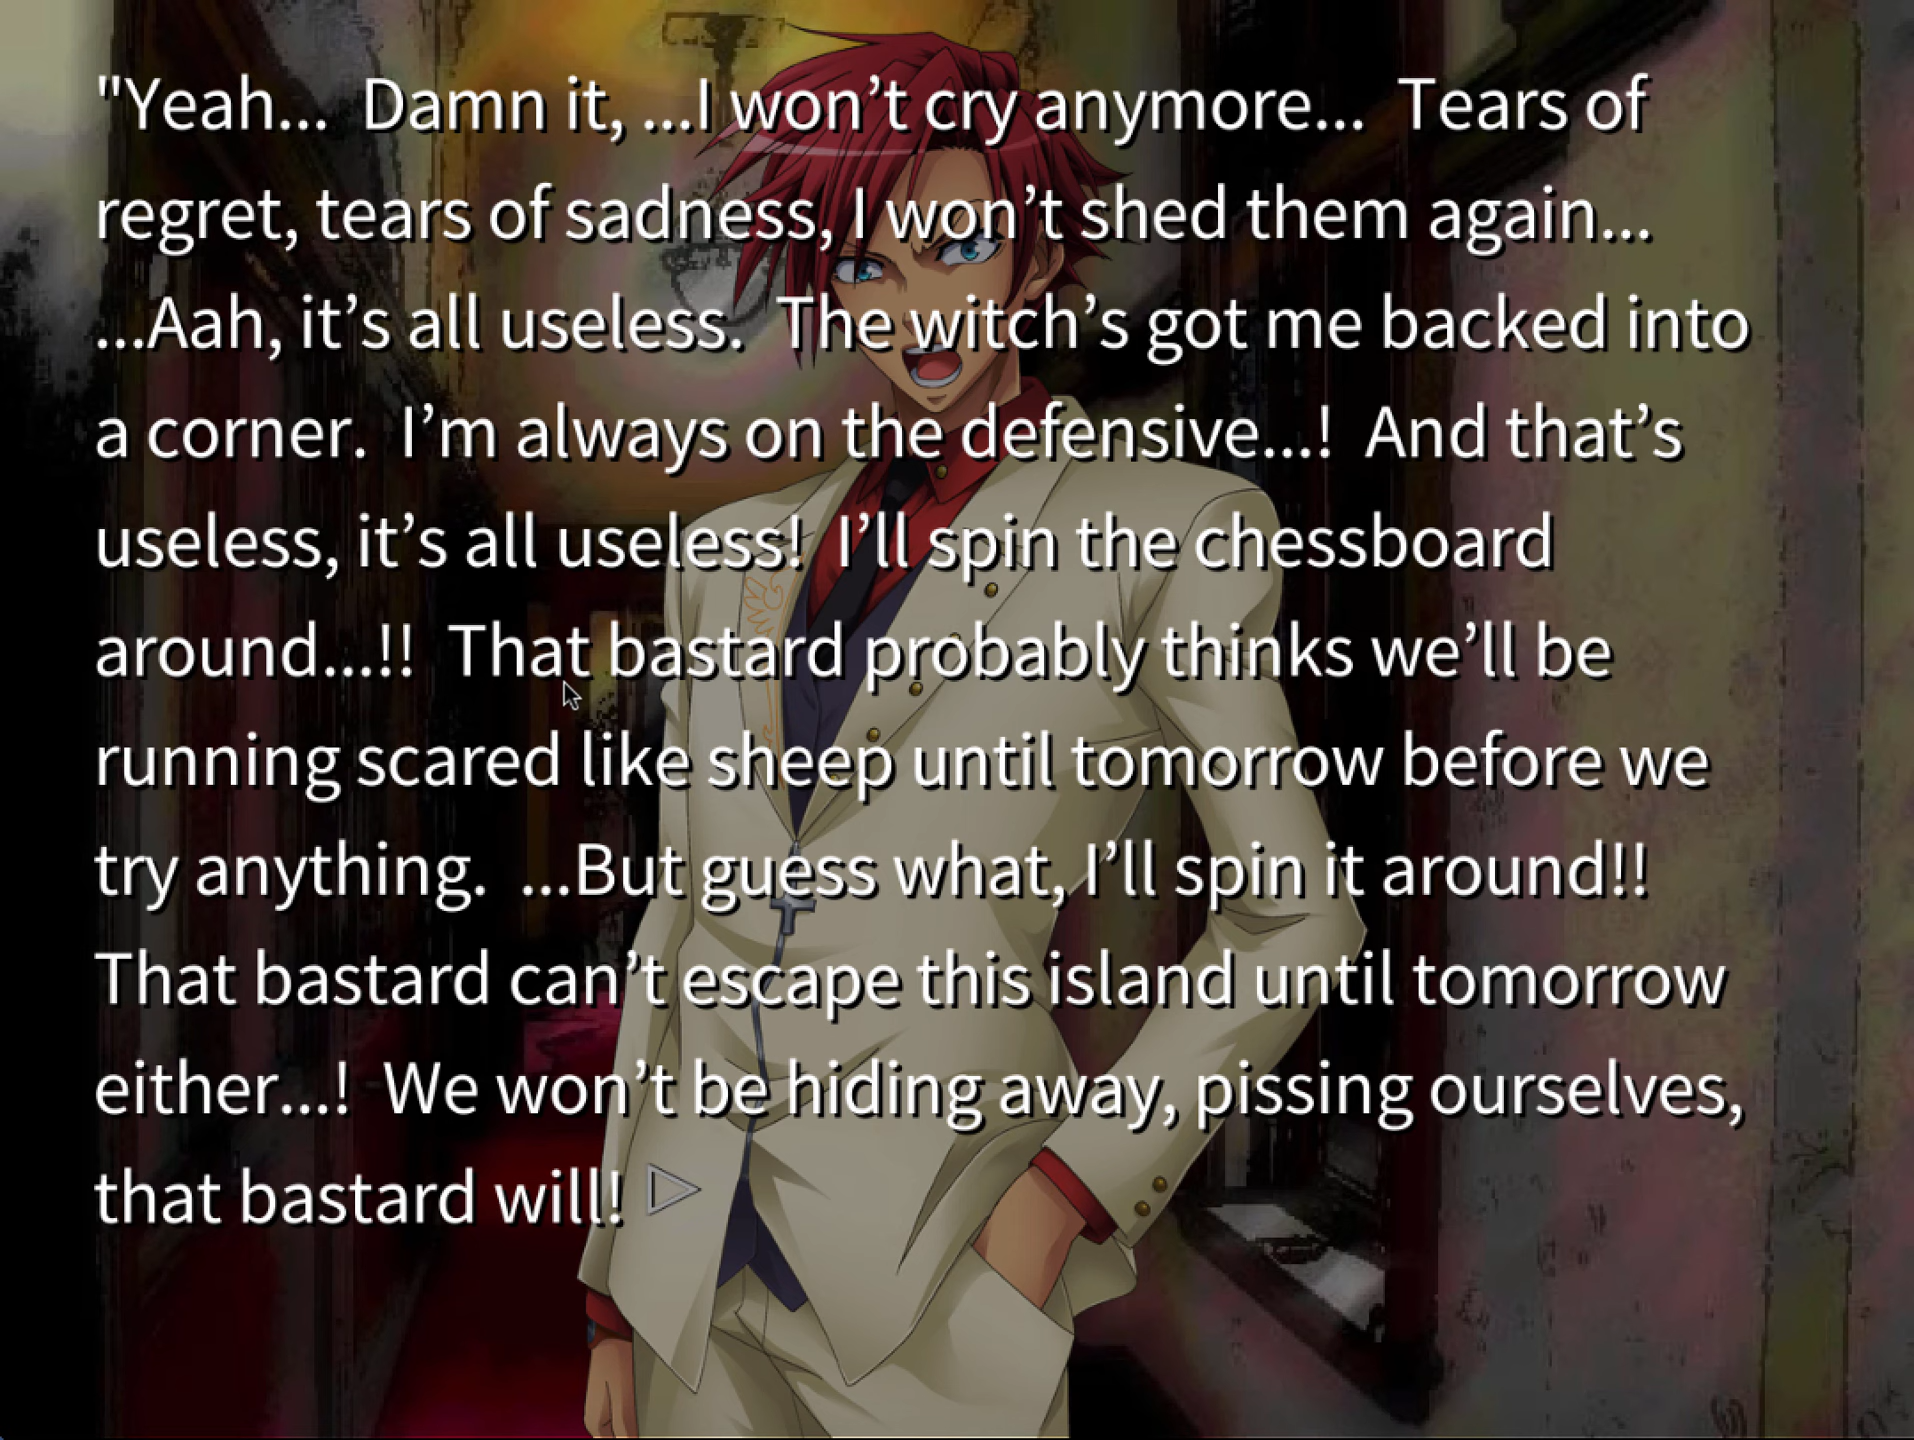 "Yeah...  Damn it, ...I won’t cry anymore...  Tears of
regret, tears of sadness, I won’t shed them again...
...Aah, it’s all useless.  The witch’s got me backed into
a corner.  I’m always on the defensive...!  And that’s
useless, it’s all useless!  I’ll spin the chessboard
around...!!  That bastard probably thinks we’ll be
running scared like sheep until tomorrow before we
try anything.  ...But guess what, I’ll spin it around!!
That bastard can’t escape this island until tomorrow
either...!  We won’t be hiding away, pissing ourselves,
that bastard will!